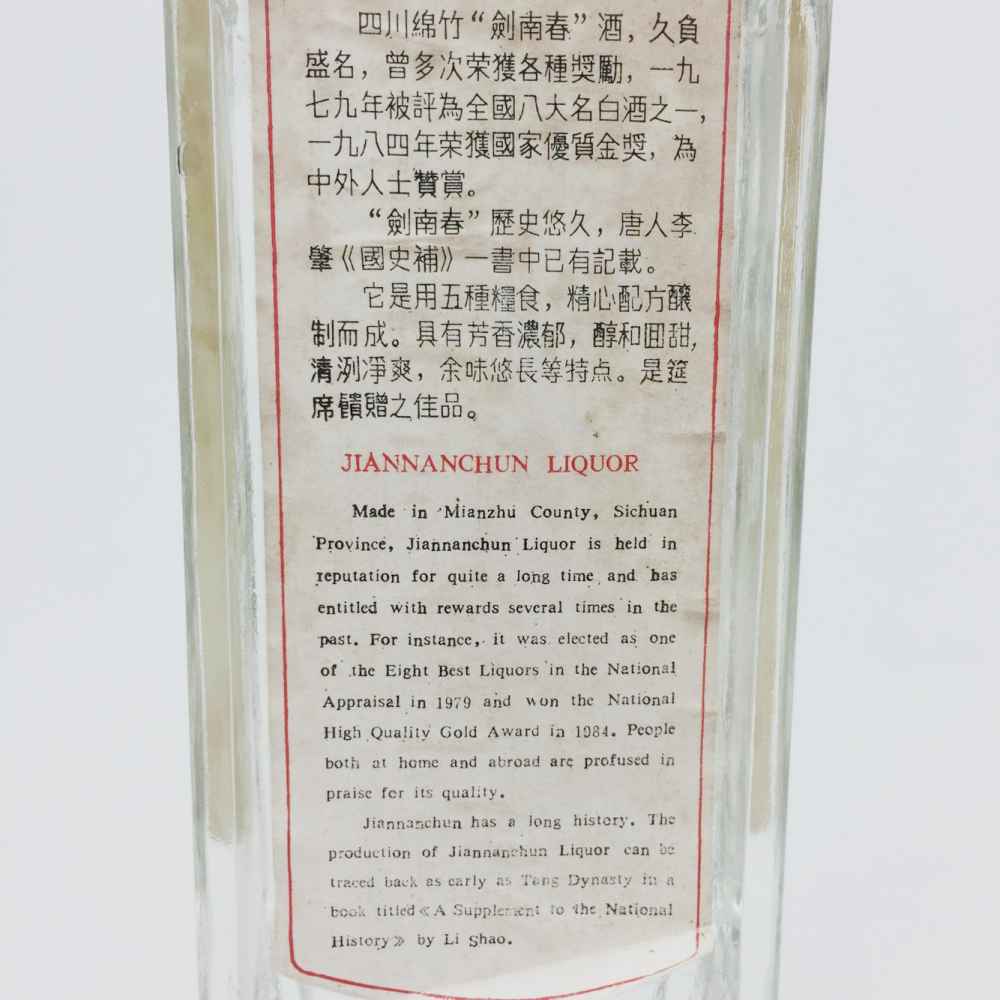 四川綿竹“劍南春”酒，久負
盛名，曾多次荣獲各種獎勵，一九
七九年被評為全國八大名白酒之一，
一九八四年荣獲國家優質金獎，為
中外人士贊賞。
“劍南春”歷史悠久，唐人李
肇《國史補》一書中已有記載。
它是用五種糧食，精心配方釀
制而成。具有芳香濃郁，醇和回甜，
清洌凈爽，余味悠長等特点。是筵
席饋贈之佳品。
JIANNANCHUN LIQUOR
Made in Mianzhu County, Sichuan
Province, Jiannanchun Liquor is held in
reputation for quite a long time and has
entitled with rewards several times in the
past. For instance, it was elected as one
of the Eight Best Liquors in the National
Appraisal in 1979 and won the National
High Quality Gold Award in 1984. People
both at home and abroad are profused in
praise for its quality.
Jiannanchun has a long history. The
production of Jiannanchun Liquor can be
traced back as early as Tang Dynasty in a
book titled《A Supplement to the National
History》 by Li Shao.